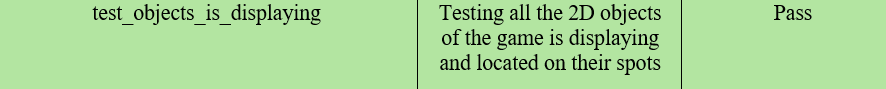 test_objects_is_displaying
Testing all the 2D objects
of the game is displaying
and located on their spots
Pass